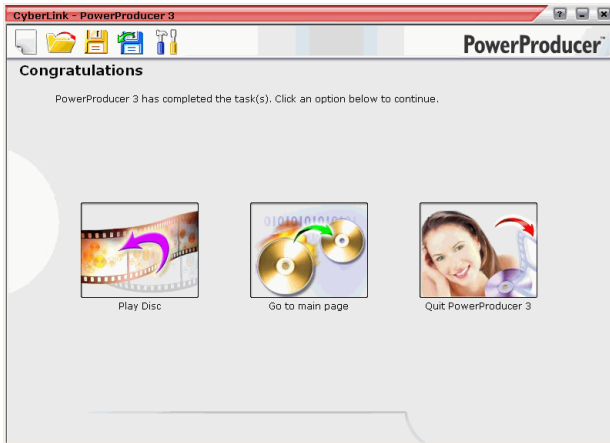 CyberLink - PowerProducer 3
PowerProducer™
Congratulations
PowerProducer 3 has completed the task(s). Click an option below to continue.
Play Disc
Go to main page
Quit PowerProducer 3